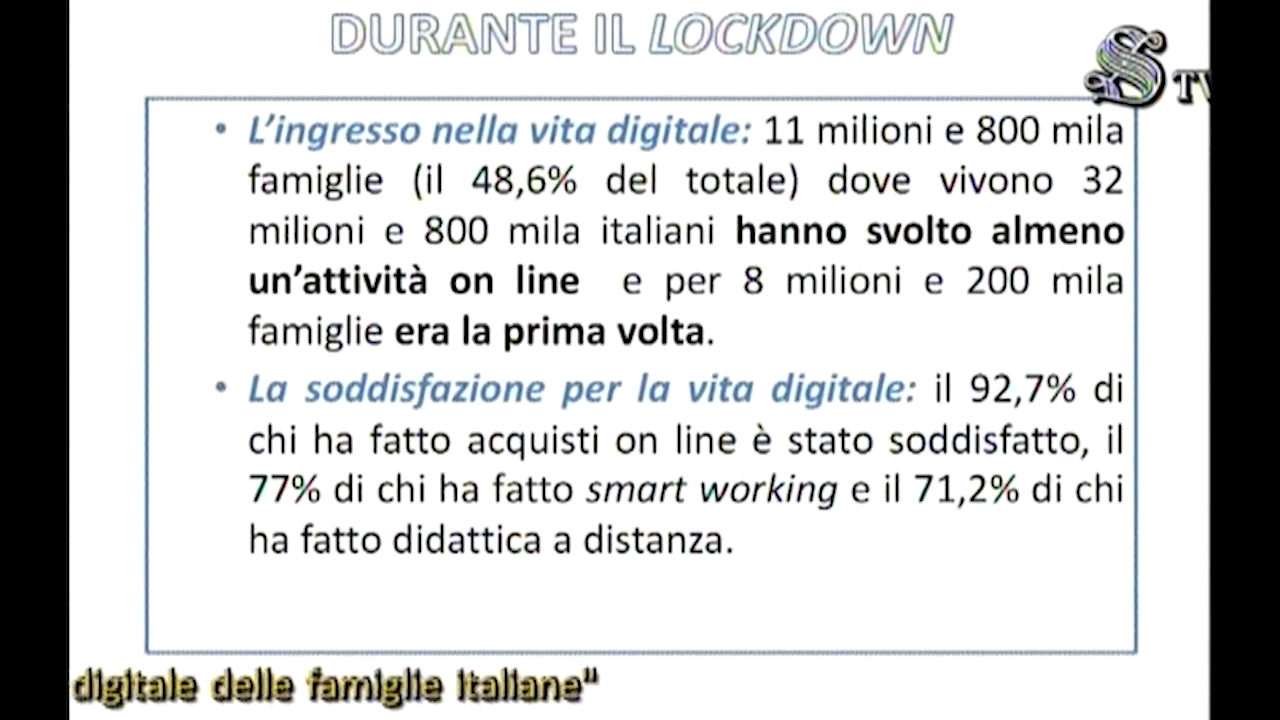 DURANTE IL LOCKDOWN
S TV
• L'ingresso nella vita digitale: 11 milioni e 800 mila
famiglie (il 48,6% del totale) dove vivono 32
milioni e 800 mila italiani hanno svolto almeno
un'attività on line e per 8 milioni e 200 mila
famiglie era la prima volta.
• La soddisfazione per la vita digitale: il 92,7% di
chi ha fatto acquisti on line è stato soddisfatto, il
77% di chi ha fatto smart working e il 71,2% di chi
ha fatto didattica a distanza.
digitale delle famiglie italiane"